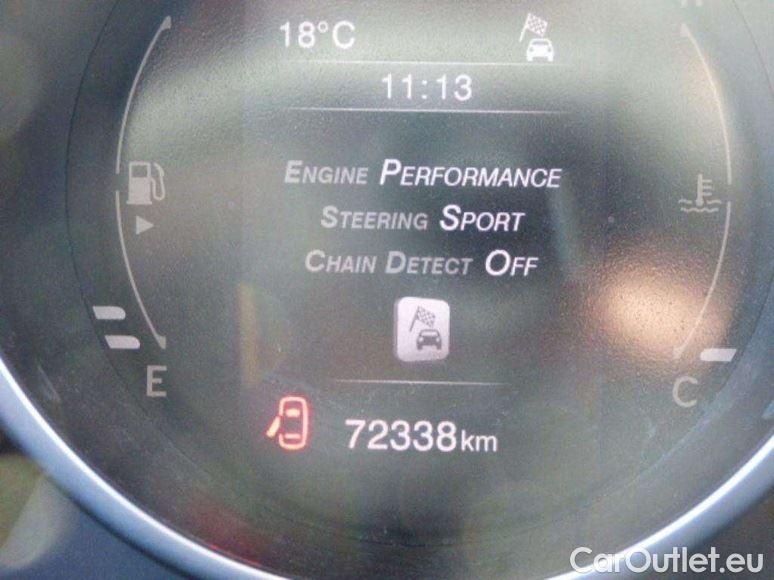 18°C
11:13
ENGINE PERFORMANCE
STEERING SPORT
CHAIN DETECT OFF
E
C
72338km
CarOutlet.eu